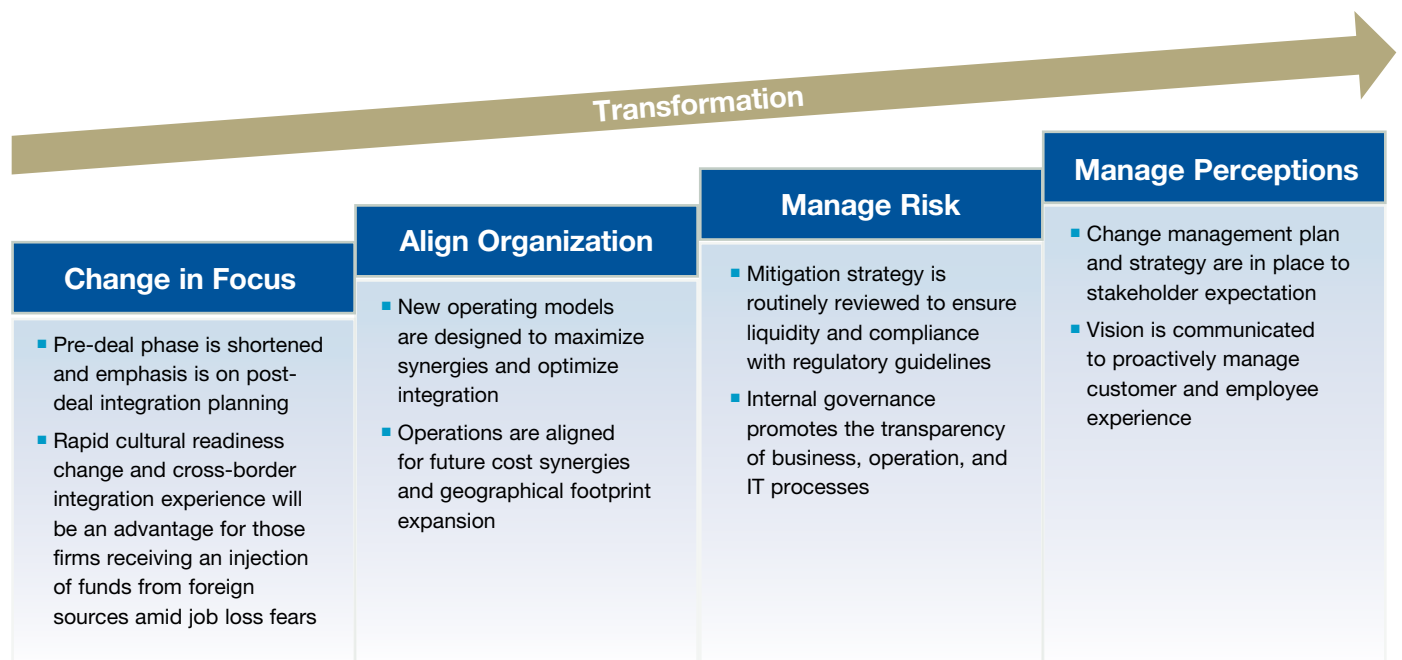 Transformation
Change in Focus
Pre-deal phase is shortened
and emphasis is on post-
deal integration planning
Rapid cultural readiness
change and cross-border
integration experience will
be an advantage for those
firms receiving an injection
of funds from foreign
sources amid job loss fears
Align Organization
New operating models
are designed to maximize
synergies and optimize
integration
Operations are aligned
for future cost synergies
and geographical footprint
expansion
Manage Risk
Mitigation strategy is
routinely reviewed to ensure
liquidity and compliance
with regulatory guidelines
Internal governance
promotes the transparency
of business, operation, and
IT processes
Manage Perceptions
Change management plan
and strategy are in place to
stakeholder expectation
Vision is communicated
to proactively manage
customer and employee
experience